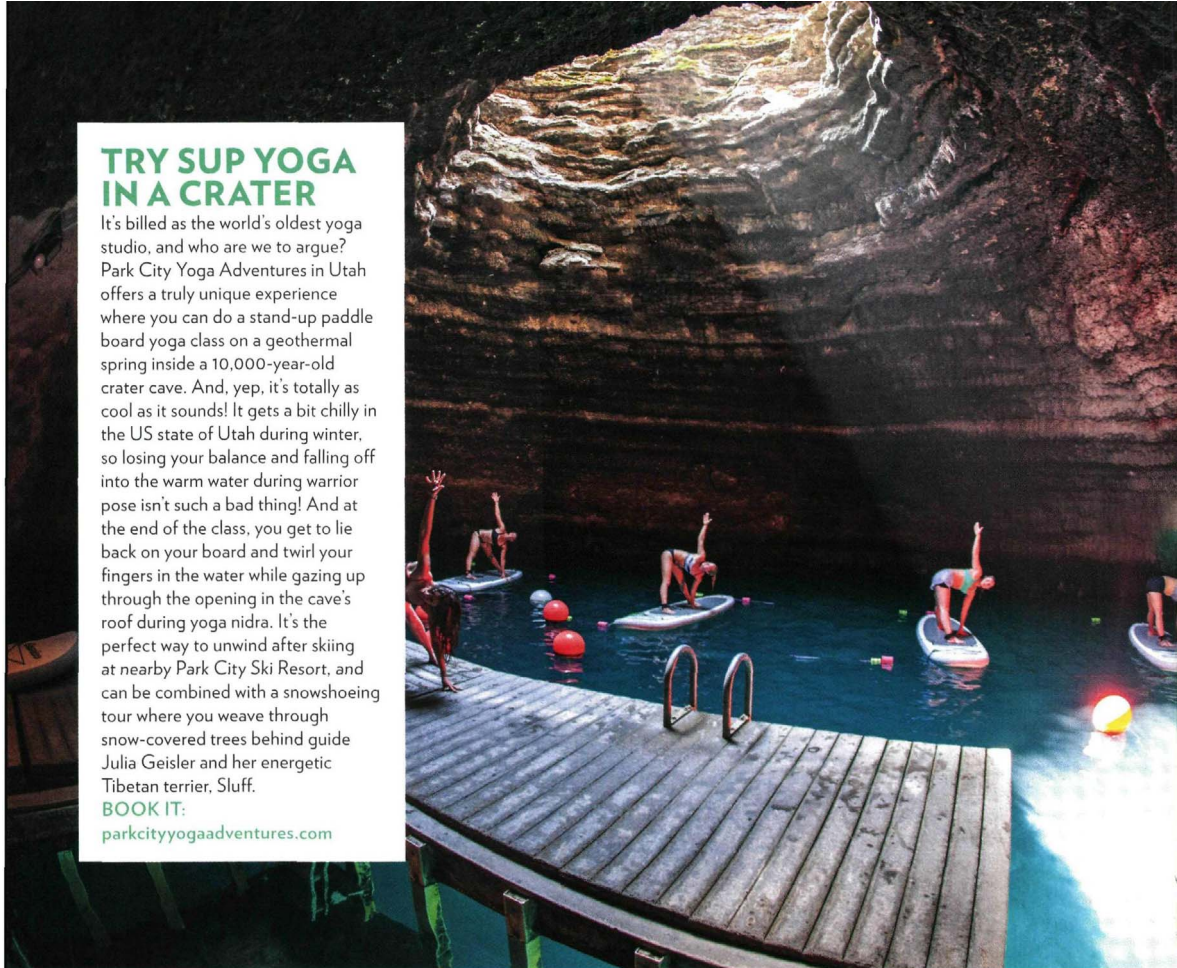 TRY SUP YOGA
IN A CRATER
It's billed as the world's oldest yoga
studio, and who are we to argue?
Park City Yoga Adventures in Utah
offers a truly unique experience
where you can do a stand-up paddle
board yoga class on a geothermal
spring inside a 10,000-year-old
crater cave. And, yep, it's totally as
cool as it sounds! It gets a bit chilly in
the US state of Utah during winter,
so losing your balance and falling off
into the warm water during warrior
pose isn't such a bad thing! And at
the end of the class, you get to lie
back on your board and twirl your
fingers in the water while gazing up
through the opening in the cave's
roof during yoga nidra. It's the
perfect way to unwind after skiing
at nearby Park City Ski Resort, and
can be combined with a snowshoeing
tour where you weave through
snow-covered trees behind guide
Julia Geisler and her energetic
Tibetan terrier, Sluff.
BOOK IT:
parkcityyogaadventures.com